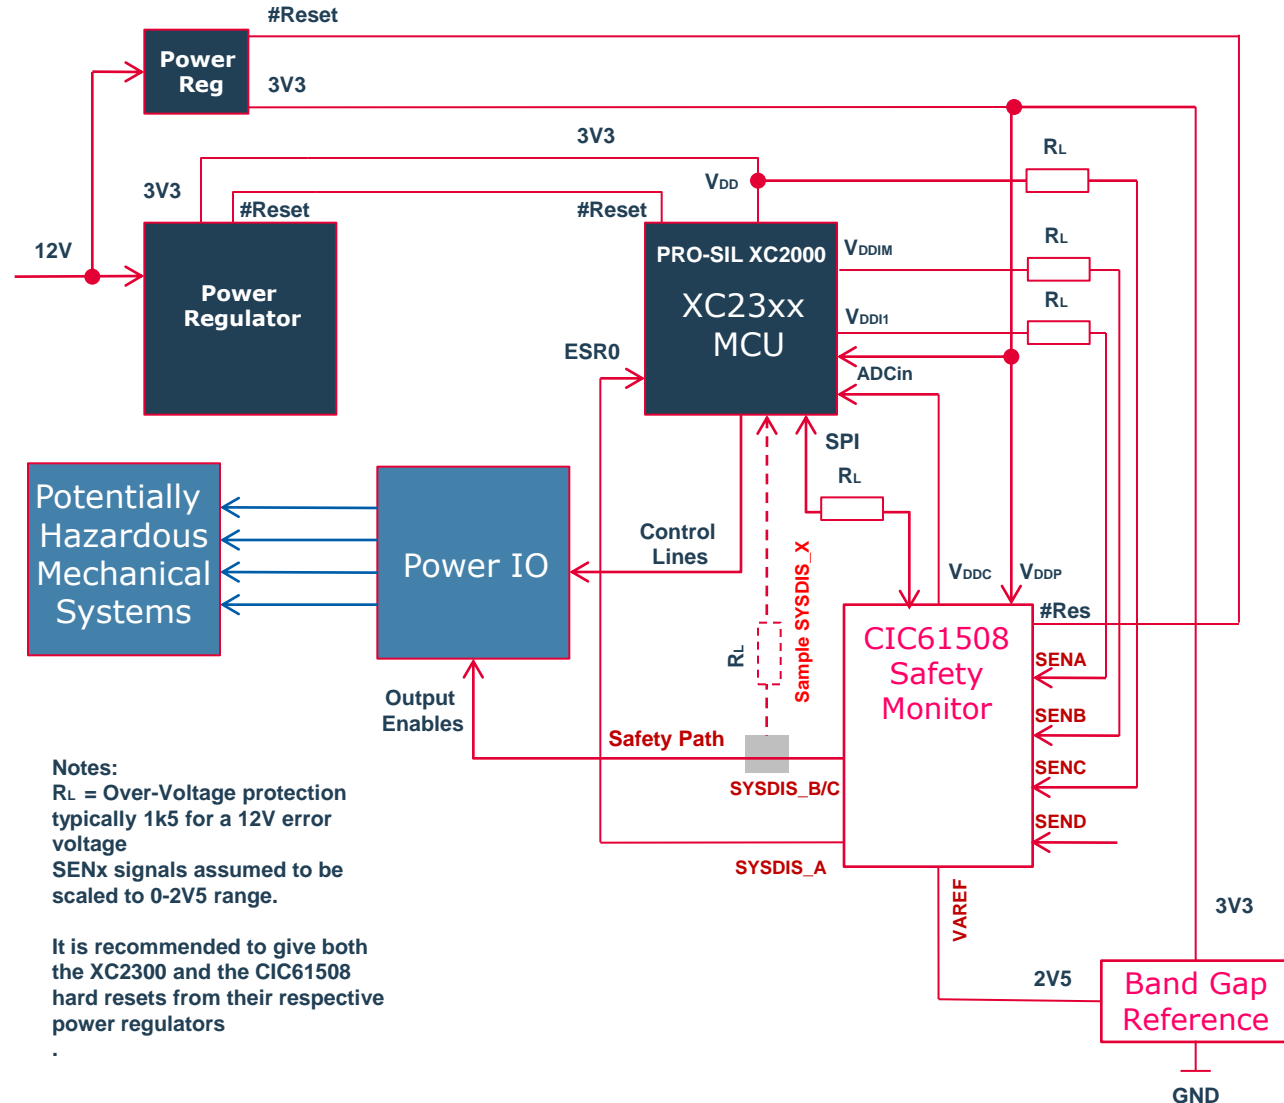 #Reset
Power
Reg
3V3
3V3
VDD
RL
3V3
#Reset
#Reset
12V
Power
Regulator
PRO-SIL XC2000
XC23xx
MCU
VDDIM
RL
VDDI1
RL
ESR0
ADCin
SPI
RL
Potentially
Hazardous
Mechanical
Systems
Power IO
Control
Lines
Sample SYSDIS_X
RL
VDDC
VDDP
#Res
CIC61508
Safety
Monitor
SENA
SENB
SENC
SEND
Output
Enables
Safety Path
SYSDIS_B/C
SYSDIS_A
VAREF
Notes:
RL = Over-Voltage protection
typically 1k5 for a 12V error
voltage
SENx signals assumed to be
scaled to 0-2V5 range.
It is recommended to give both
the XC2300 and the CIC61508
hard resets from their respective
power regulators
.
3V3
2V5
Band Gap
Reference
GND